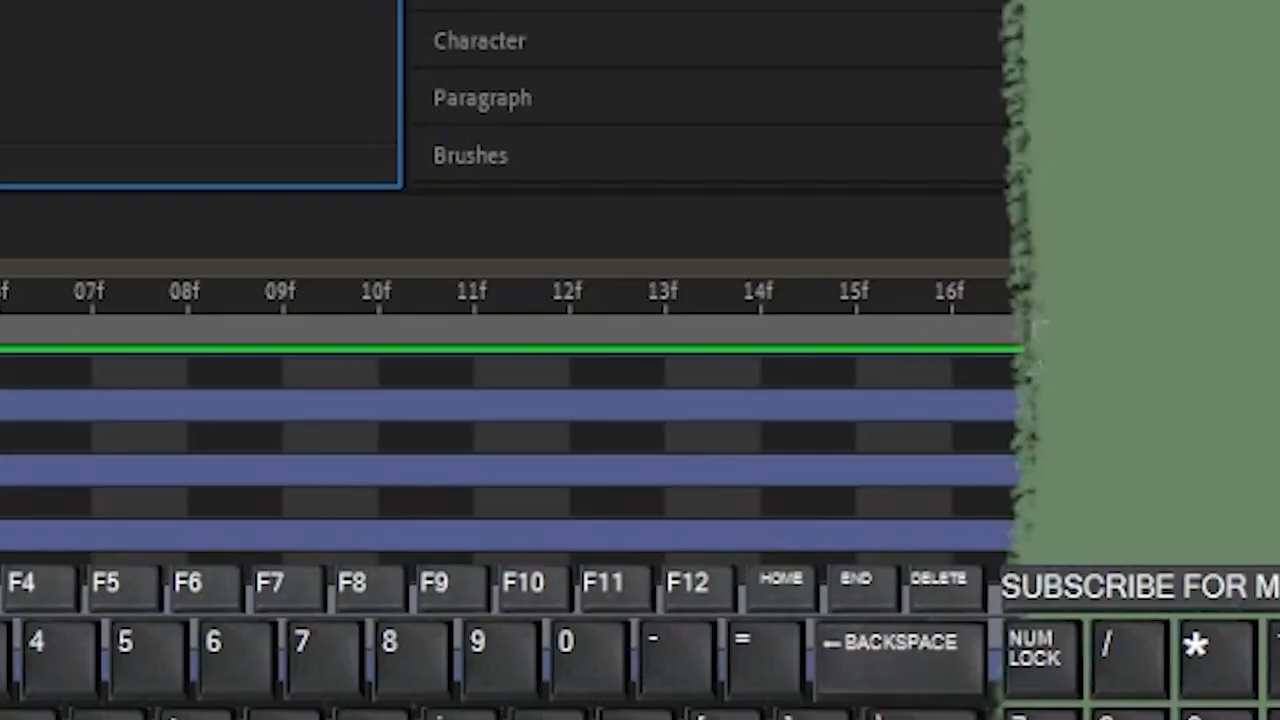 Character
Paragraph
Brushes
07f 08f 09f 10f 11f 12f 13f 14f 15f 16f
F4 F5 F6 F7 F8 F9 F10 F11 F12 HOME END DELETE SUBSCRIBE FOR M
4 5 6 7 8 9 0 - = ←BACKSPACE NUM LOCK / *